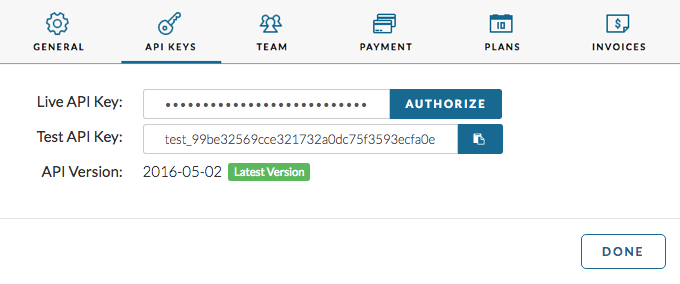 GENERAL API KEYS TEAM PAYMENT PLANS INVOICES
Live API Key: ••••••••••••••••••••••••••• AUTHORIZE
Test API Key: test_99be32569cce321732a0dc75f3593ecfa0e
API Version: 2016-05-02 Latest Version
DONE